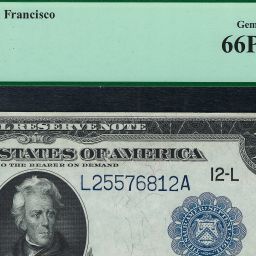 Francisco
Gem
66P
L RESERVE NOTE
STATES OF AMERICA
TO THE BEARER ON DEMAND
L25576812A
12-L